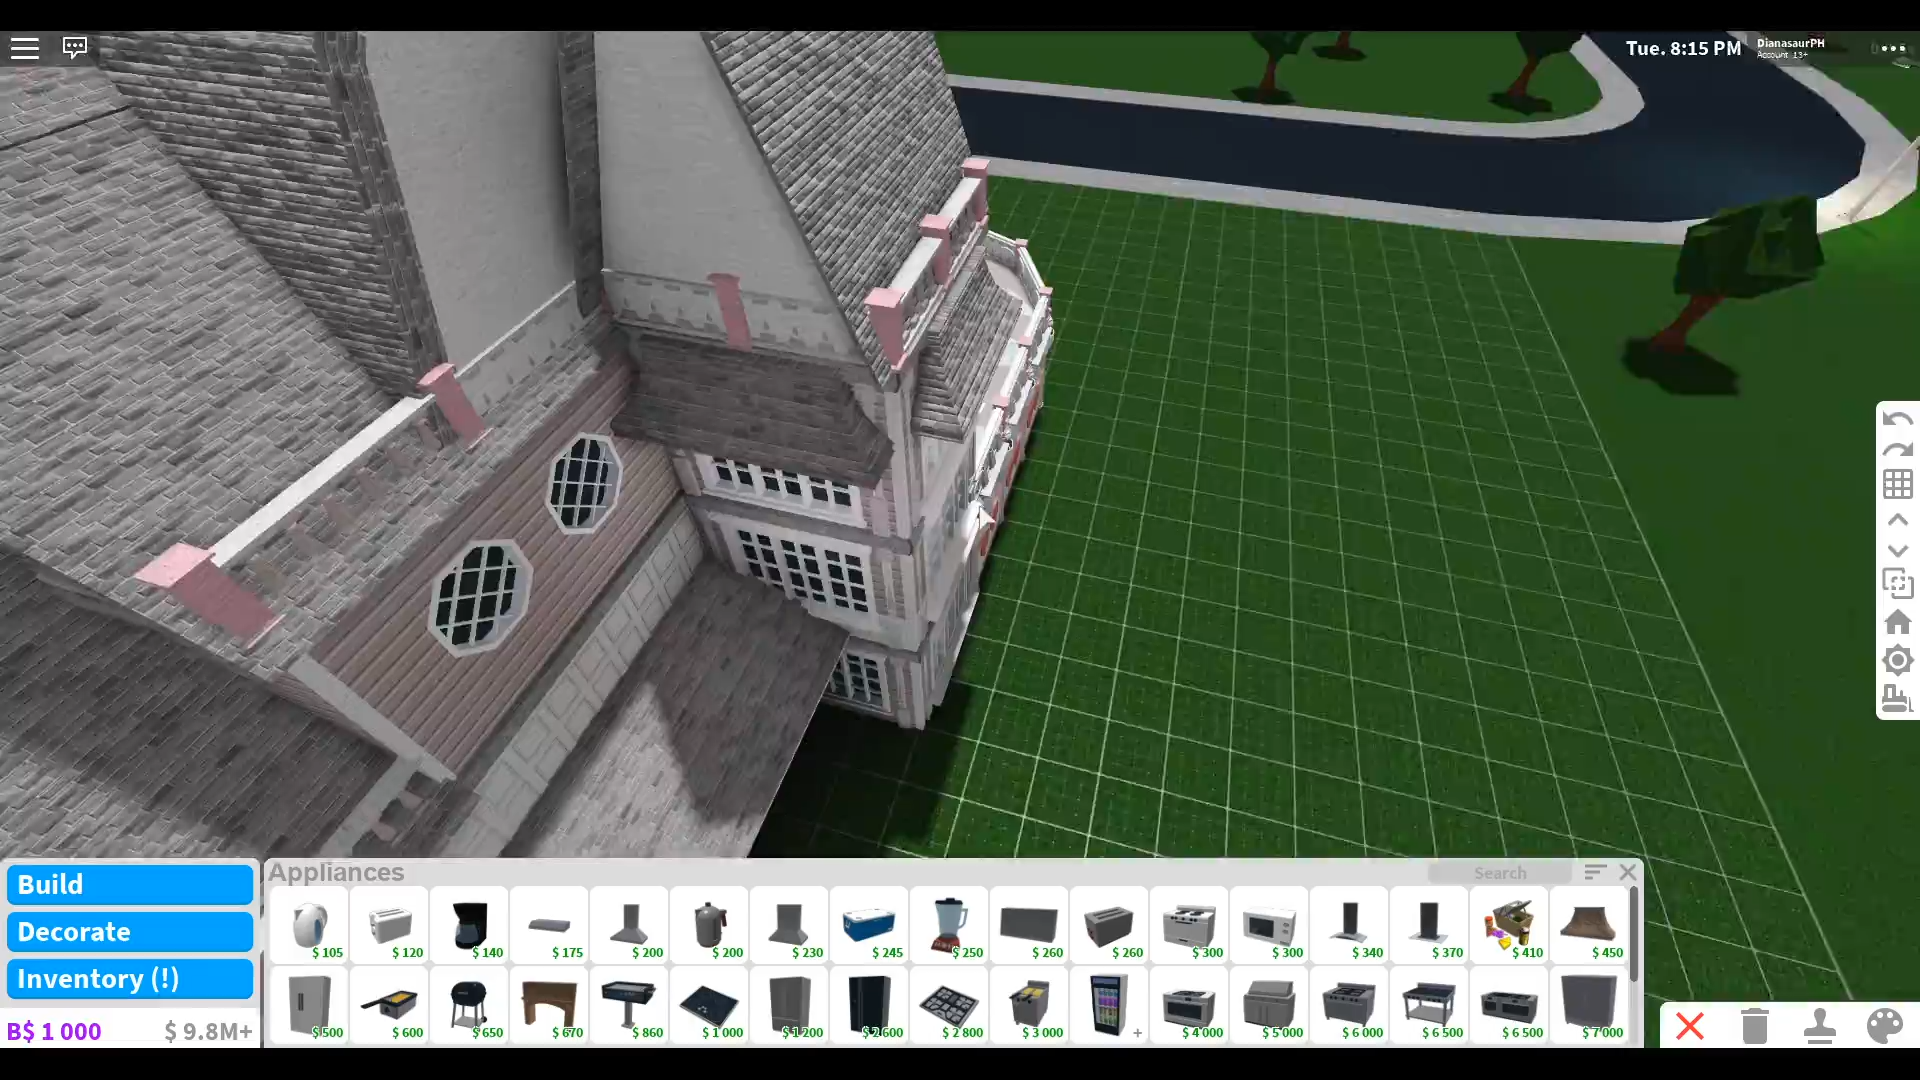 Tue. 8:15 PM
DianasaurPH
Account: 13+
Build
Decorate
Inventory (!)
B$ 1 000
$ 9.8M+
Appliances
Search
$ 105
$ 120
$ 140
$ 175
$ 200
$ 200
$ 230
$ 245
$ 250
$ 260
$ 260
$ 300
$ 300
$ 340
$ 370
$ 410
$ 450
$ 500
$ 600
$ 650
$ 670
$ 860
$ 1 000
$ 1 200
$ 2 600
$ 2 800
$ 3 000
+
$ 4 000
$ 5 000
$ 6 000
$ 6 500
$ 6 500
$ 7 000